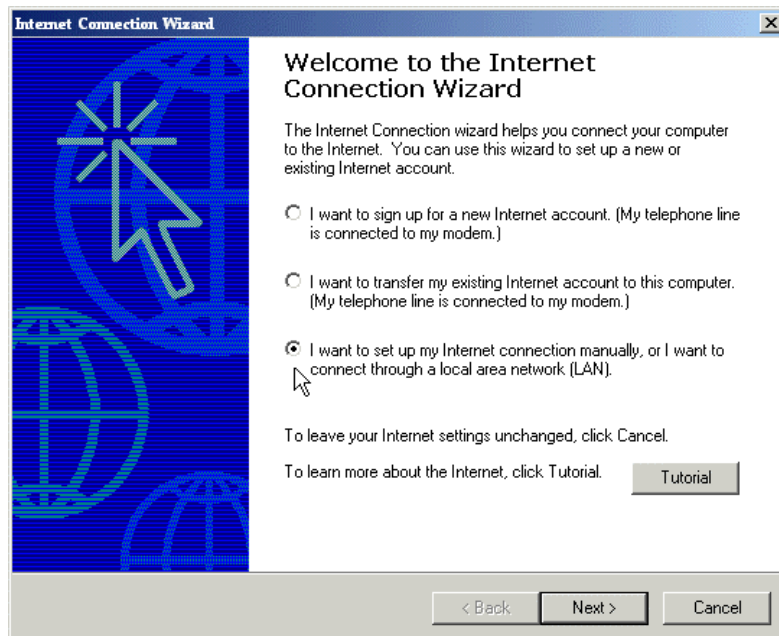 Internet Connection Wizard
Welcome to the Internet
Connection Wizard
The Internet Connection wizard helps you connect your computer
to the Internet. You can use this wizard to set up a new or
existing Internet account.
I want to sign up for a new Internet account. (My telephone line
is connected to my modem.)
I want to transfer my existing Internet account to this computer.
(My telephone line is connected to my modem.)
I want to set up my Internet connection manually, or I want to
connect through a local area network (LAN).
To leave your Internet settings unchanged, click Cancel.
To learn more about the Internet, click Tutorial.
Tutorial
< Back
Next >
Cancel